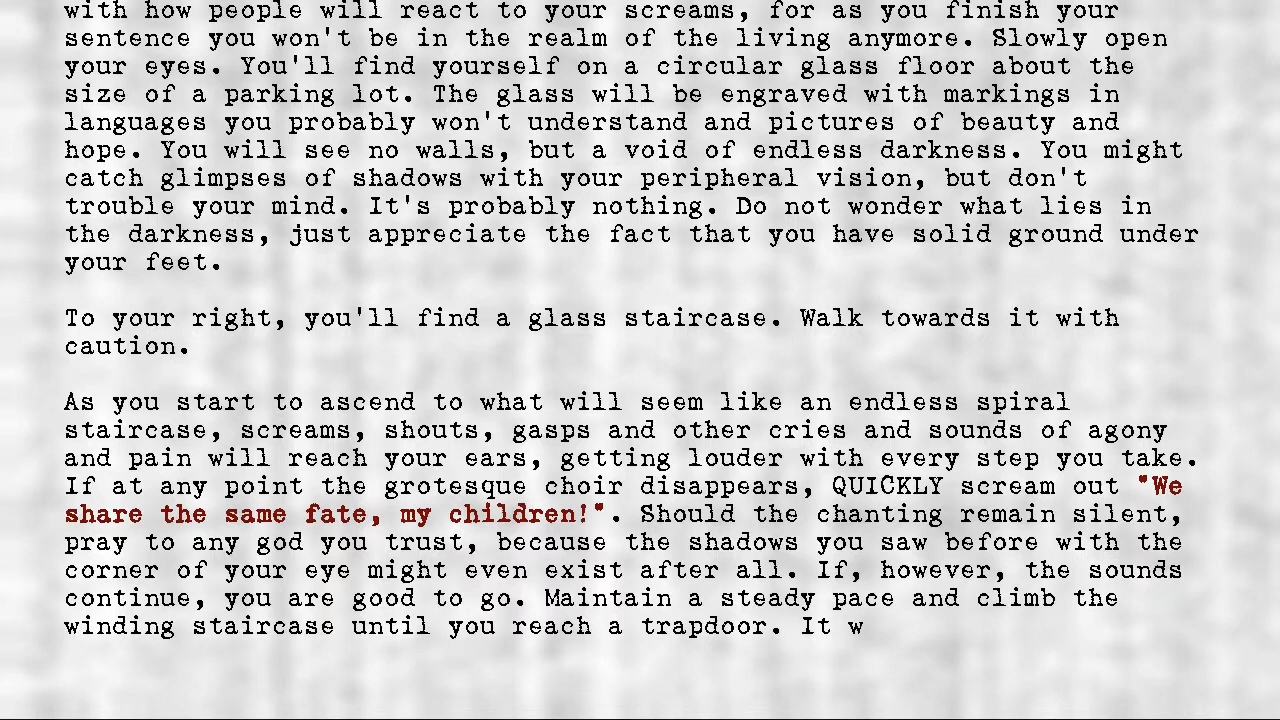 with how people will react to your screams, for as you finish your
sentence you won't be in the realm of the living anymore. Slowly open
your eyes. You'll find yourself on a circular glass floor about the
size of a parking lot. The glass will be engraved with markings in
languages you probably won't understand and pictures of beauty and
hope. You will see no walls, but a void of endless darkness. You might
catch glimpses of shadows with your peripheral vision, but don't
trouble your mind. It's probably nothing. Do not wonder what lies in
the darkness, just appreciate the fact that you have solid ground under
your feet.
To your right, you'll find a glass staircase. Walk towards it with
caution.
As you start to ascend to what will seem like an endless spiral
staircase, screams, shouts, gasps and other cries and sounds of agony
and pain will reach your ears, getting louder with every step you take.
If at any point the grotesque choir disappears, QUICKLY scream out "We
share the same fate, my children!". Should the chanting remain silent,
pray to any god you trust, because the shadows you saw before with the
corner of your eye might even exist after all. If, however, the sounds
continue, you are good to go. Maintain a steady pace and climb the
winding staircase until you reach a trapdoor. It w